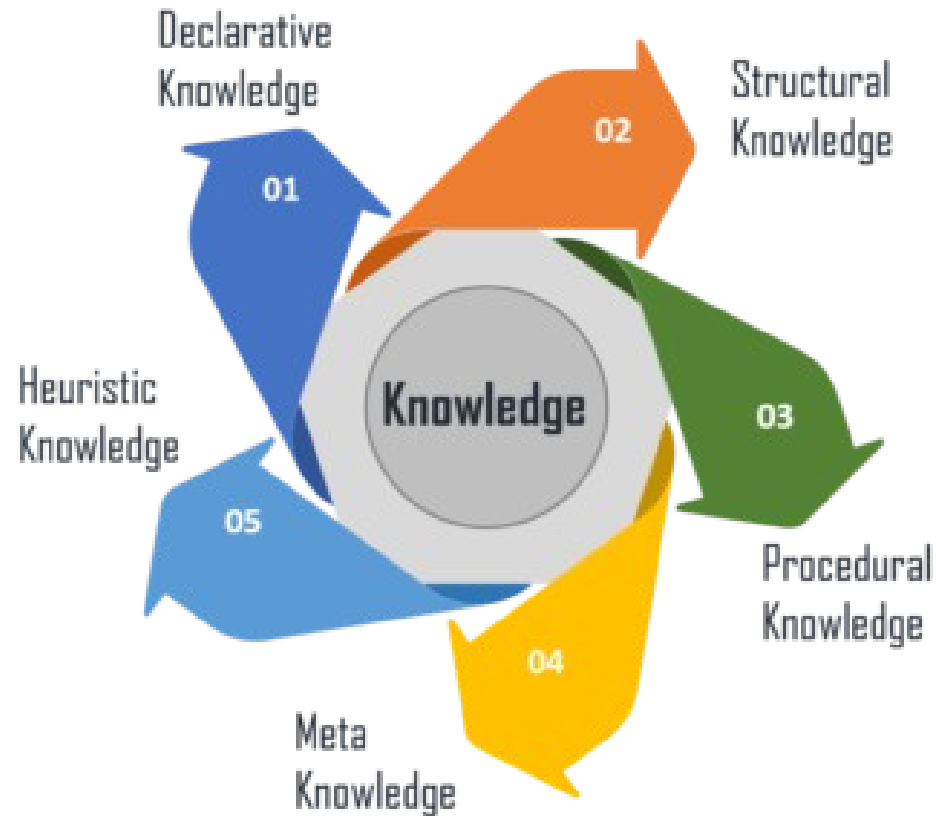 Declarative
Knowledge
01
02
Structural
Knowledge
03
Procedural
Knowledge
04
Meta
Knowledge
05
Heuristic
Knowledge
Knowledge